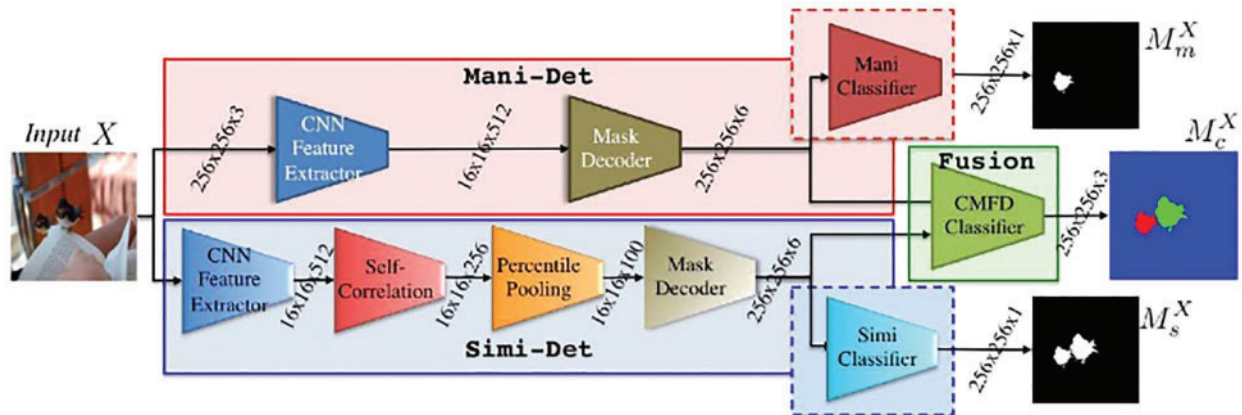 Input X
Mani-Det
256x256x3
CNN
Feature
Extractor
16x16x512
Mask
Decoder
256x256x6
Mani
Classifier
256x256x1
M_m^X
Fusion
CMFD
Classifier
256x256x3
M_c^X
CNN
Feature
Extractor
16x16x512
Self-
Correlation
16x16x256
Percentile
Pooling
16x16x100
Mask
Decoder
256x256x6
Simi-Det
Simi
Classifier
256x256x1
M_s^X